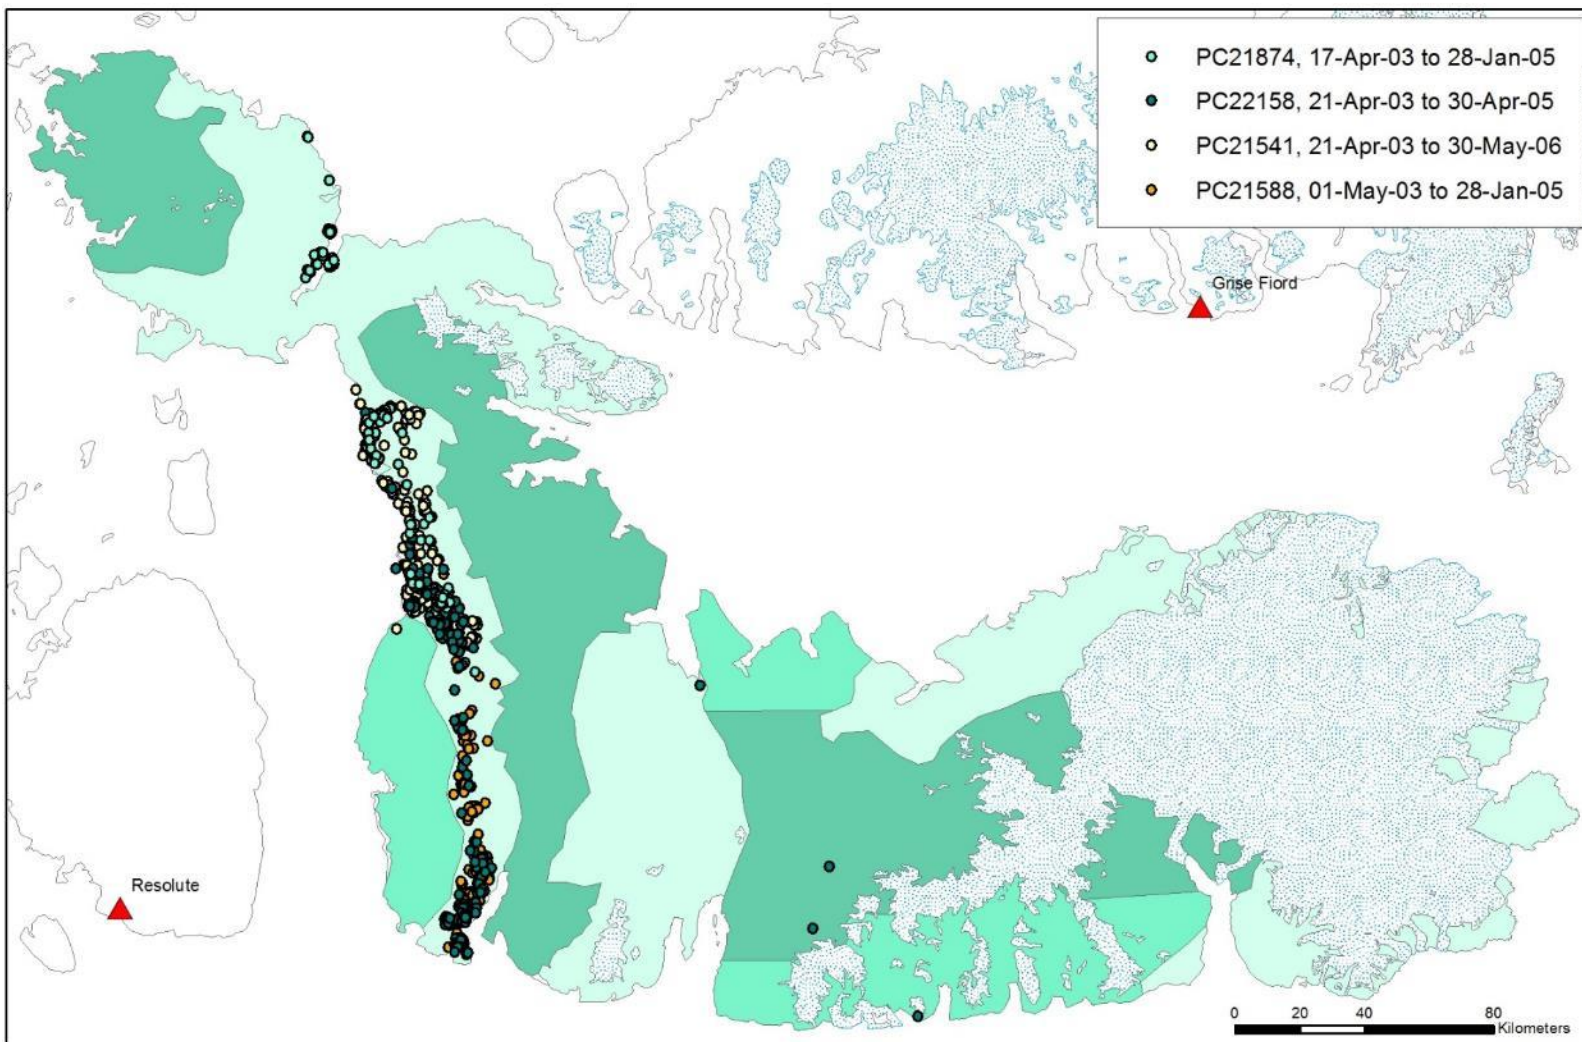 PC21874, 17-Apr-03 to 28-Jan-05
PC22158, 21-Apr-03 to 30-Apr-05
PC21541, 21-Apr-03 to 30-May-06
PC21588, 01-May-03 to 28-Jan-05
Grise Fiord
Resolute
0 20 40 80
Kilometers